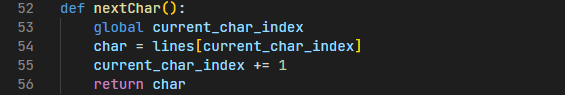 52 def nextChar():
53     global current_char_index
54     char = lines[current_char_index]
55     current_char_index += 1
56     return char